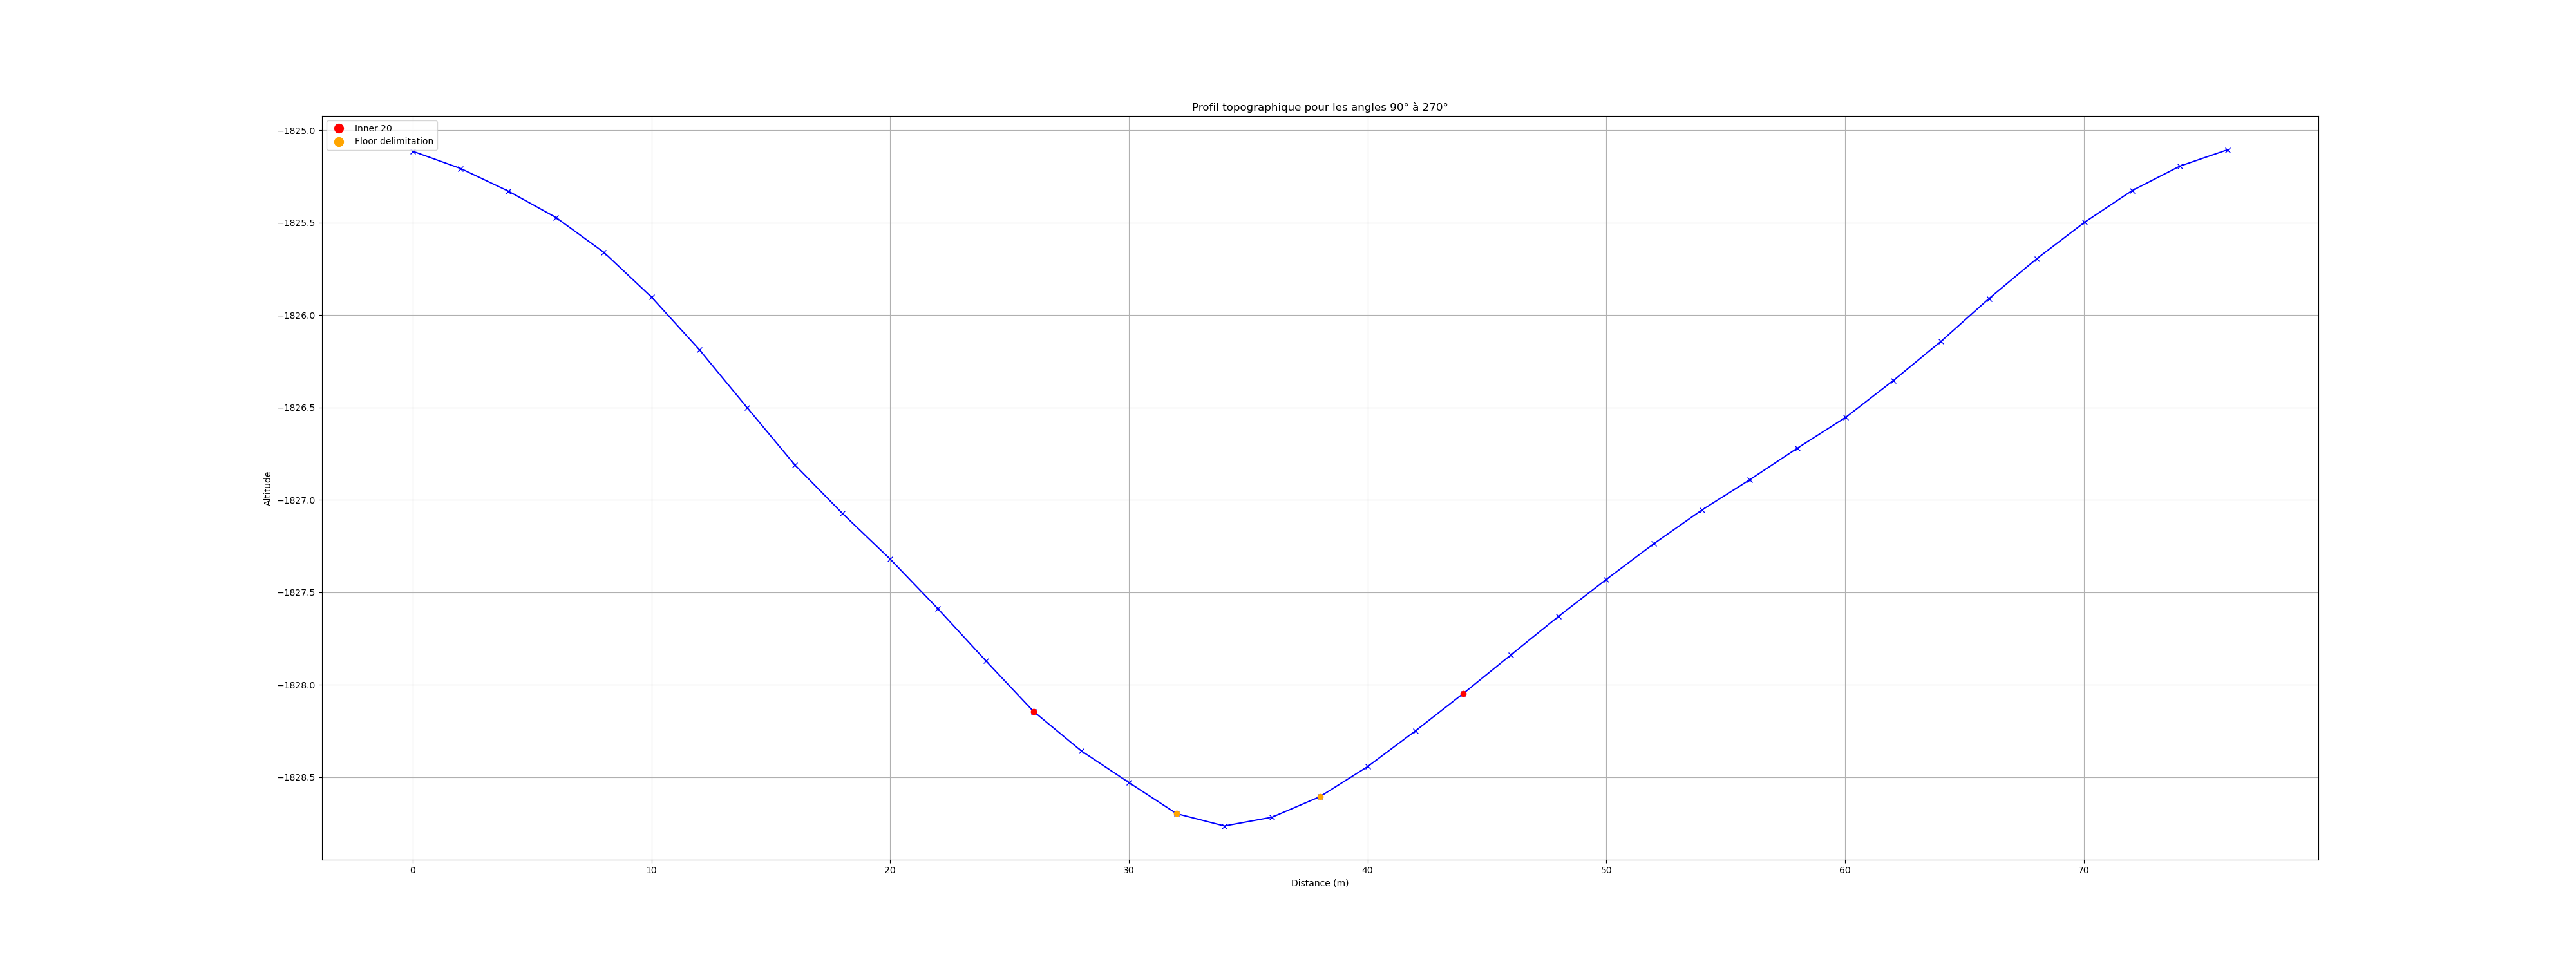 Profil topographique pour les angles 90° à 270°
Inner 20
Floor delimitation
−1825.0
−1825.5
−1826.0
−1826.5
−1827.0
−1827.5
−1828.0
−1828.5
Altitude
0 10 20 30 40 50 60 70
Distance (m)